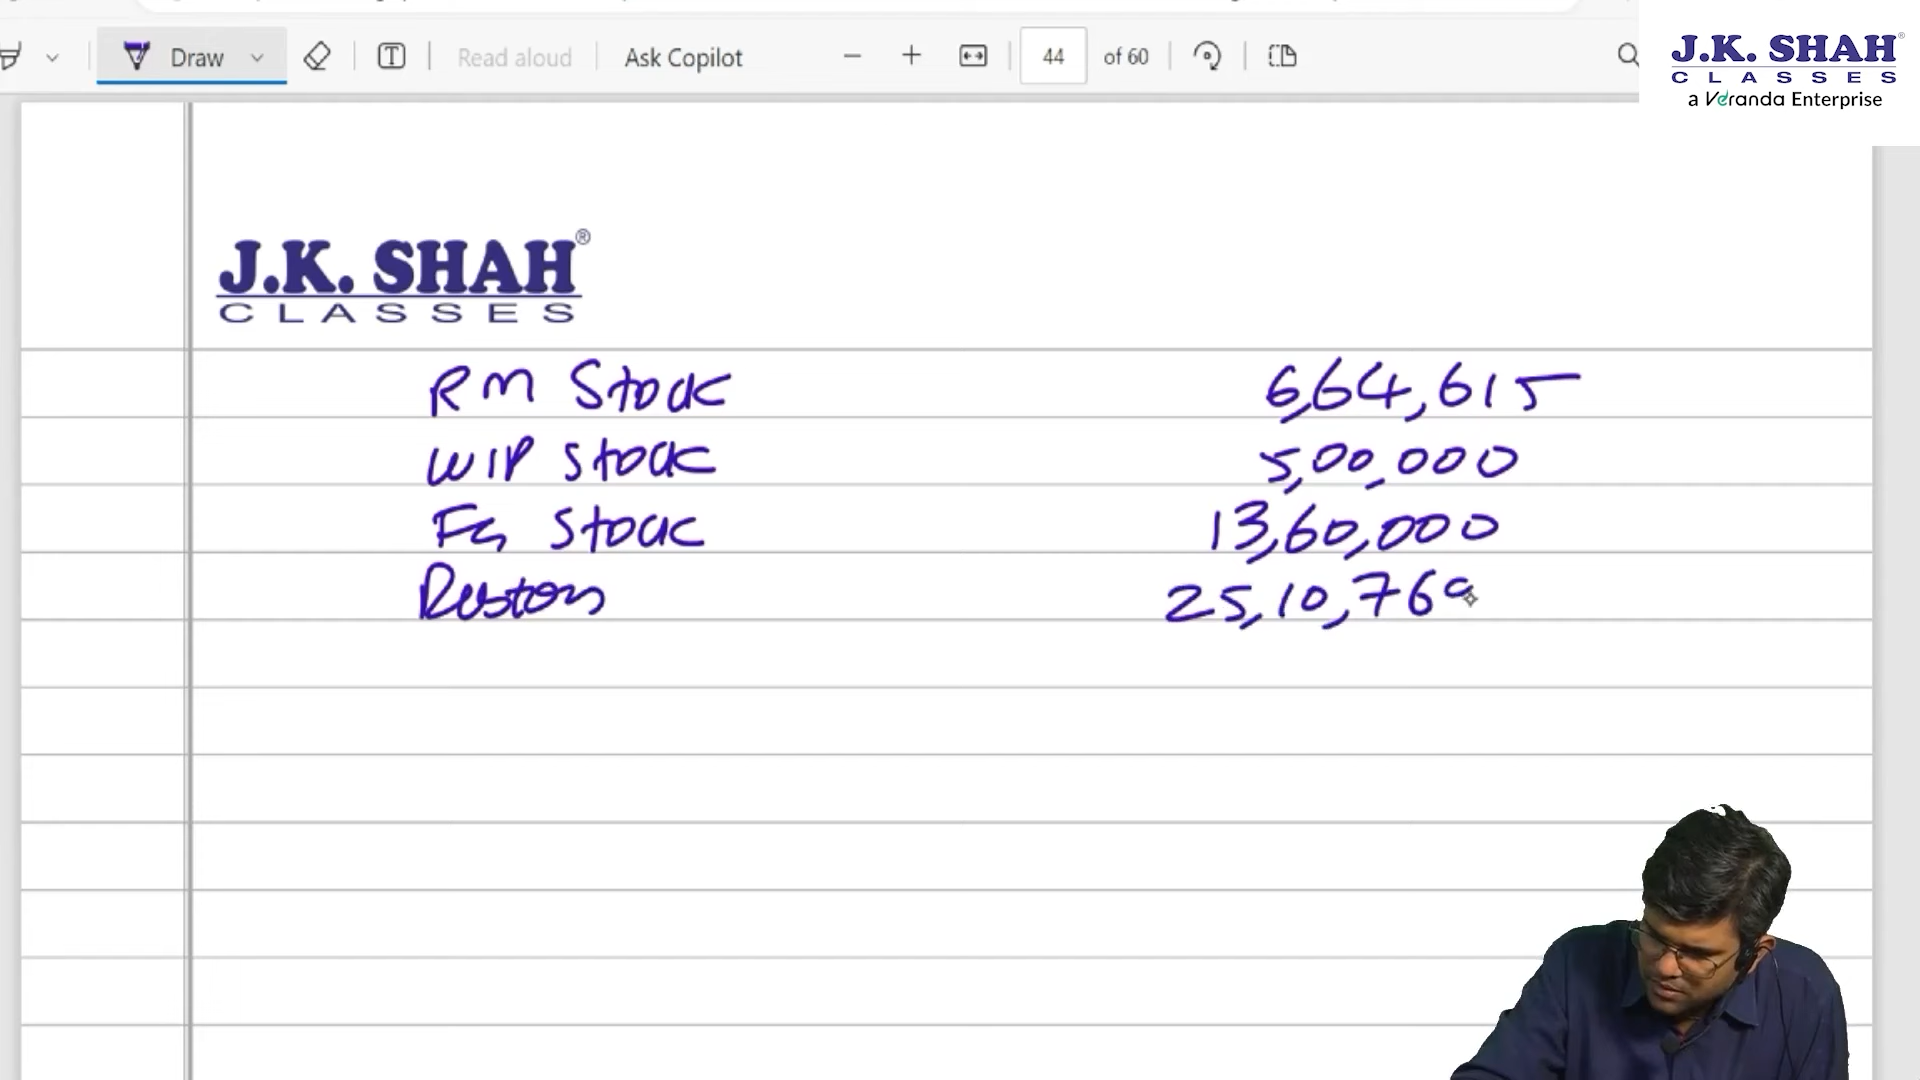 Draw
Read aloud
Ask Copilot
44 of 60
J.K. SHAH®
CLASSES
a Veranda Enterprise
J.K. SHAH®
CLASSES
RM Stock 6,64,615
WIP Stock 5,00,000
FG Stock 13,60,000
Debtors 25,10,769